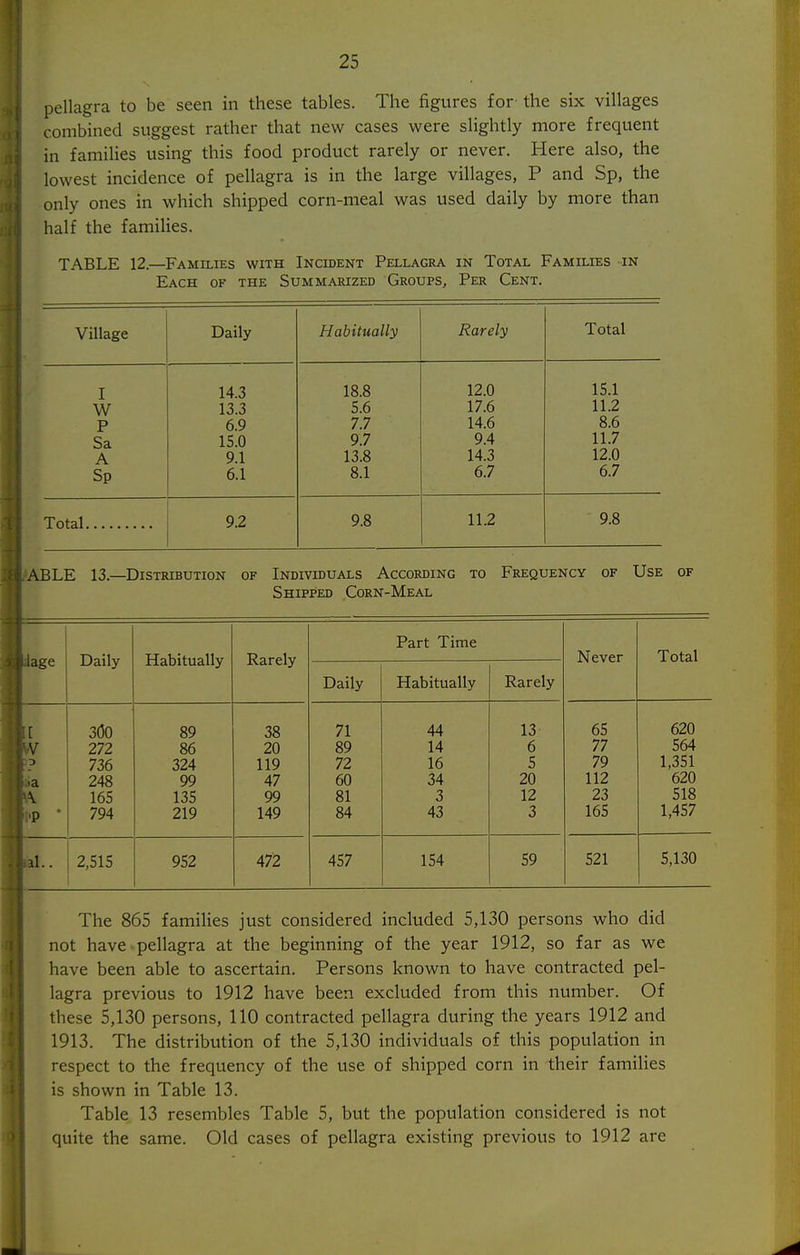 25
pellagra to be seen in these tables. The figures for the six villages
combined suggest rather that new cases were slightly more frequent
in families using this food product rarely or never. Here also, the
lowest incidence of pellagra is in the large villages, P and Sp, the
only ones in which shipped corn-meal was used daily by more than
half the families.
TABLE 12.—Families with Incident Pellagra in Total Families in
Each of the Summarized Groups, Per Cent.
Village Daily Habitually Rarely Total
I 14.3 18.8 12.0 15.1
W 13.3 5.6 17.6 11.2
P 6.9 7.7 14.6 8.6
Sa 15.0 9.7 9.4 11.7
A 9.1 13.8 14.3 12.0
Sp 6.1 8.1 6.7 6.7
Total......... 9.2 9.8 11.2 9.8
ABLE 13.—Distribution of Individuals According to Frequency of Use of
Shipped Corn-Meal
lage Daily Habitually Rarely Part Time Never Total
Daily Habitually Rarely
I 300 89 38 71 44 13 65 620
W 272 86 20 89 14 6 77 564
P 736 324 119 72 16 5 79 1,351
a 248 99 47 60 34 20 112 620
A 165 135 99 81 3 12 23 518
p 794 219 149 84 43 3 165 1,457
al.. 2,515 952 472 457 154 59 521 5,130
The 865 families just considered included 5,130 persons who did
not have pellagra at the beginning of the year 1912, so far as we
have been able to ascertain. Persons known to have contracted pel-
lagra previous to 1912 have been excluded from this number. Of
these 5,130 persons, 110 contracted pellagra during the years 1912 and
1913. The distribution of the 5,130 individuals of this population in
respect to the frequency of the use of shipped corn in their families
is shown in Table 13.
Table 13 resembles Table 5, but the population considered is not
quite the same. Old cases of pellagra existing previous to 1912 are